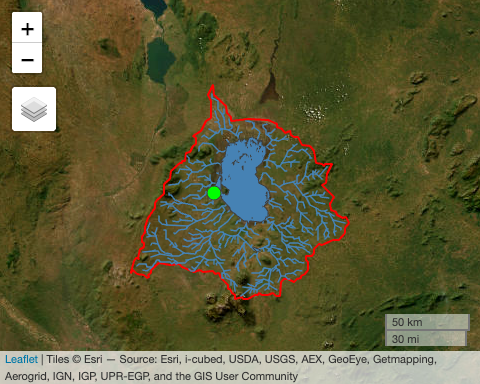 +
−
50 km
30 mi
Leaflet | Tiles © Esri — Source: Esri, i-cubed, USDA, USGS, AEX, GeoEye, Getmapping,
Aerogrid, IGN, IGP, UPR-EGP, and the GIS User Community